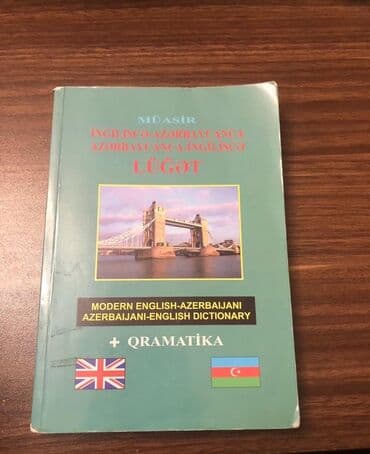 MÜASİR
İNGİLİSCƏ-AZƏRBAYCANCA
AZƏRBAYCANCA-İNGİLİSCƏ
LÜĞƏT
MODERN ENGLISH-AZERBAIJANI
AZERBAIJANI-ENGLISH DICTIONARY
+ QRAMATİKA